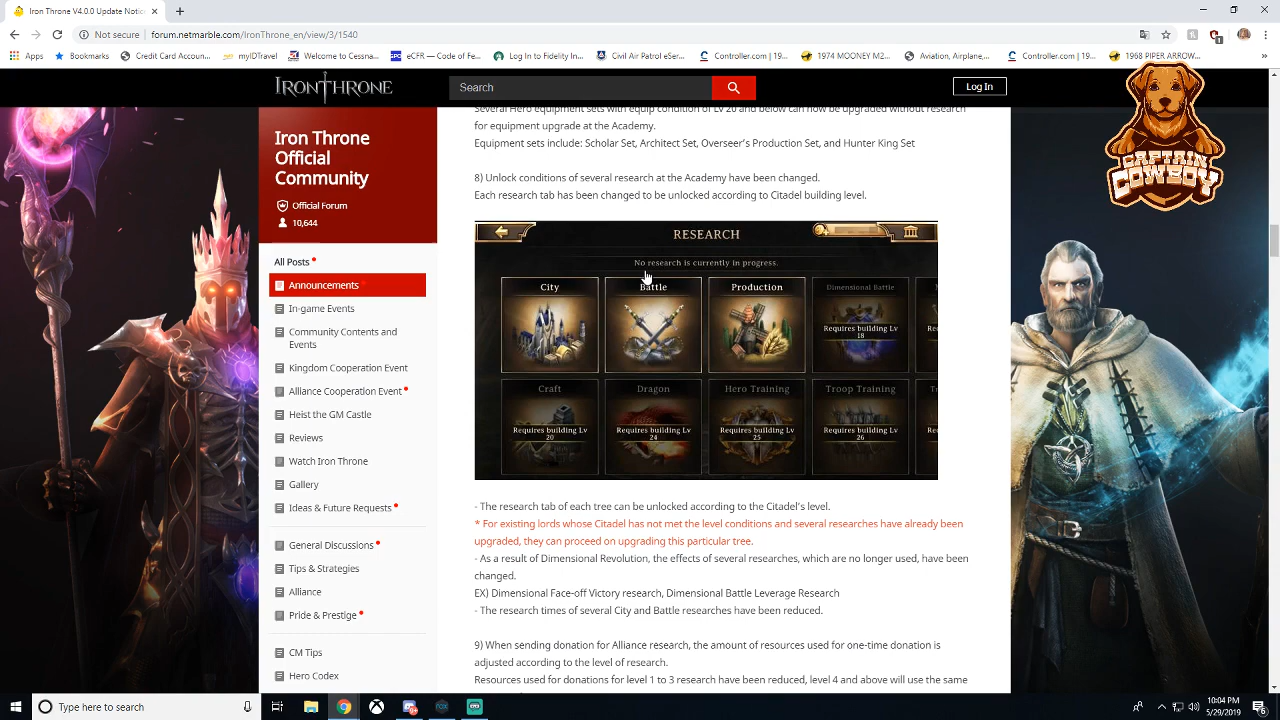 Iron Throne Official Netmarble F
Not secure | forum.netmarble.com/IronThrone_en/view/3/1540
Apps
Bookmarks
Credit Card Accoun...
myIDTravel
Welcome to Cessna...
eCFR — Code of Fe...
Log In to Fidelity In...
Civil Air Patrol eSer...
Controller.com | 19...
1974 MOONEY M2...
Aviation, Airplane,...
Controller.com | 19...
1968 PIPER ARROW...
»
IRON THRONE
Search
Log In
CAPTAIN
COWBOY
Iron Throne
Official
Community
Official Forum
10,644
All Posts
Announcements
In-game Events
Community Contents and
Events
Kingdom Cooperation Event
Alliance Cooperation Event
Heist the GM Castle
Reviews
Watch Iron Throne
Gallery
Ideas & Future Requests
General Discussions
Tips & Strategies
Alliance
Pride & Prestige
CM Tips
Hero Codex
Several Hero equipment sets with equip condition of Lv 20 and below can now be upgraded without research
for equipment upgrade at the Academy.
Equipment sets include: Scholar Set, Architect Set, Overseer's Production Set, and Hunter King Set
8) Unlock conditions of several research at the Academy have been changed.
Each research tab has been changed to be unlocked according to Citadel building level.
RESEARCH
No research is currently in progress.
City
Battle
Production
Dimensional Battle
Requires building Lv
18
Craft
Dragon
Hero Training
Troop Training
Requires building Lv
20
Requires building Lv
24
Requires building Lv
25
Requires building Lv
26
- The research tab of each tree can be unlocked according to the Citadel's level.
* For existing lords whose Citadel has not met the level conditions and several researches have already been
upgraded, they can proceed on upgrading this particular tree.
- As a result of Dimensional Revolution, the effects of several researches, which are no longer used, have been
changed.
EX) Dimensional Face-off Victory research, Dimensional Battle Leverage Research
- The research times of several City and Battle researches have been reduced.
9) When sending donation for Alliance research, the amount of resources used for one-time donation is
adjusted according to the level of research.
Resources used for donations for level 1 to 3 research have been reduced, level 4 and above will use the same
Type here to search
10:04 PM
5/29/2019